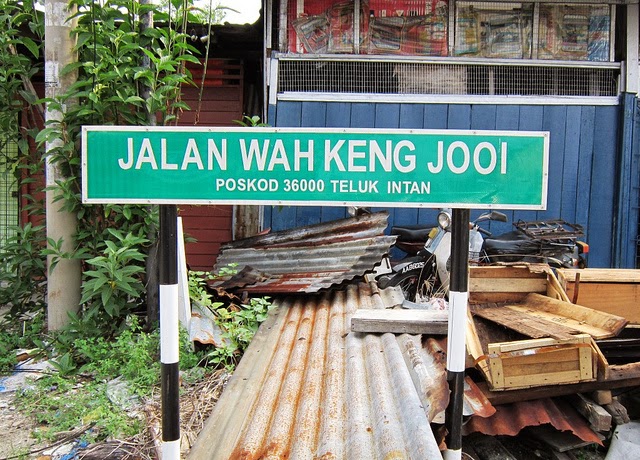 JALAN WAH KENG JOOI
POSKOD 36000 TELUK INTAN